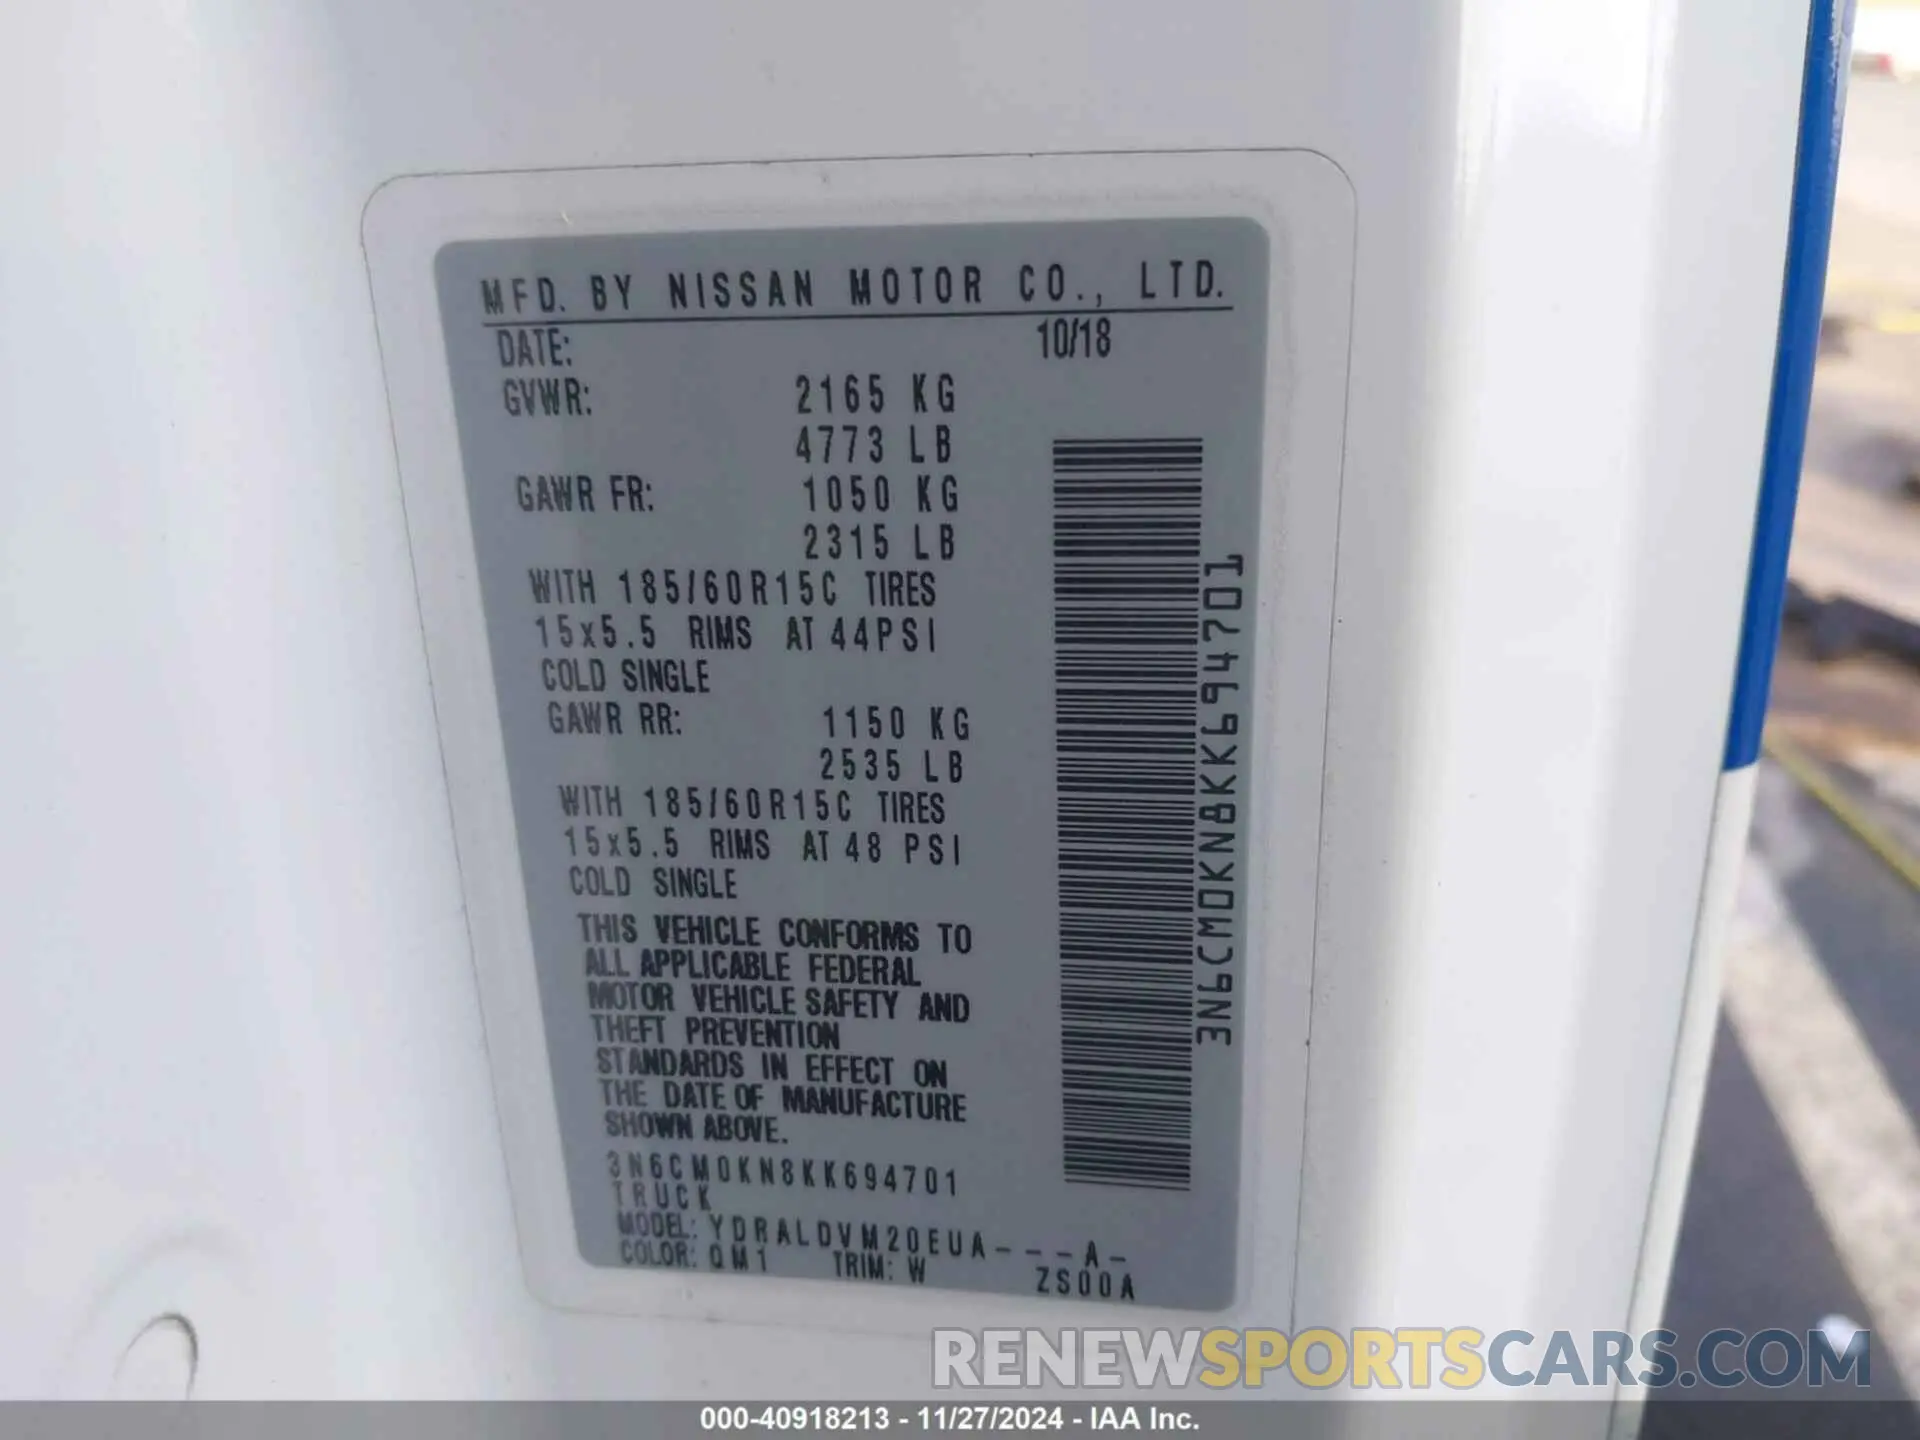 MFD. BY NISSAN MOTOR CO., LTD.
DATE: 10/18
GVWR: 2165 KG
4773 LB
GAWR FR: 1050 KG
2315 LB
WITH 185/60R15C TIRES
15x5.5 RIMS AT 44PSI
COLD SINGLE
GAWR RR: 1150 KG
2535 LB
WITH 185/60R15C TIRES
15x5.5 RIMS AT 48 PSI
COLD SINGLE
THIS VEHICLE CONFORMS TO
ALL APPLICABLE FEDERAL
MOTOR VEHICLE SAFETY AND
THEFT PREVENTION
STANDARDS IN EFFECT ON
THE DATE OF MANUFACTURE
SHOWN ABOVE.
3N6CM0KN8KK694701
TRUCK
MODEL: YDRALDVM20EUA---A-
COLOR: QM1 TRIM: W ZS00A
3N6CM0KN8KK694701
RENEWSPORTSCARS.COM
000-40918213 - 11/27/2024 - IAA Inc.